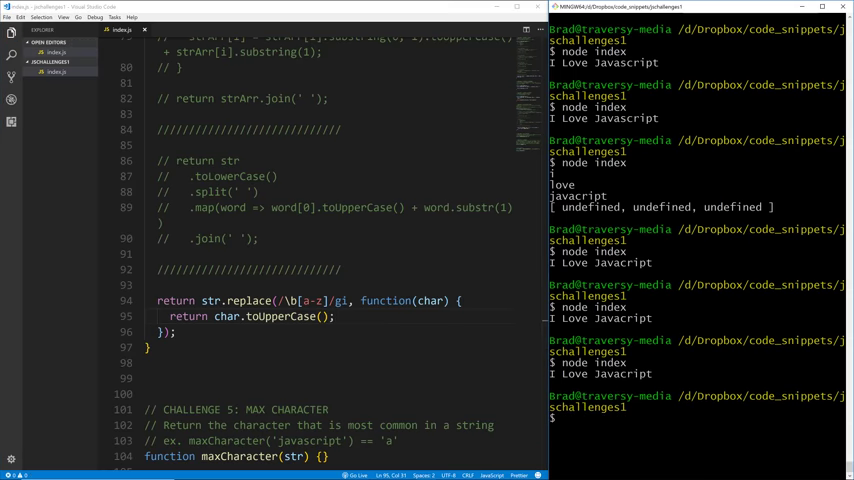 index.js - jschallenges1 - Visual Studio Code
File Edit Selection View Go Debug Tasks Help
EXPLORER
OPEN EDITORS
index.js
JSCHALLENGES1
index.js
index.js
79 // strArr[i] = strArr[i].substring(0, 1).toUpperCase()
+ strArr[i].substring(1);
80 // }
81
82 // return strArr.join(' ');
83
84 /////////////////////////////
85
86 // return str
87 // .toLowerCase()
88 // .split(' ')
89 // .map(word => word[0].toUpperCase() + word.substr(1)
)
90 // .join(' ');
91
92 /////////////////////////////
93
94 return str.replace(/\b[a-z]/gi, function(char) {
95 return char.toUpperCase();
96 });
97 }
98
99
100
101 // CHALLENGE 5: MAX CHARACTER
102 // Return the character that is most common in a string
103 // ex. maxCharacter('javascript') == 'a'
104 function maxCharacter(str) {}
0 0
Go Live Ln 95, Col 31 Spaces: 2 UTF-8 CRLF JavaScript Prettier
MINGW64:/d/Dropbox/code_snippets/jschallenges1
Brad@traversy-media /d/Dropbox/code_snippets/j
schallenges1
$ node index
I Love Javascript
Brad@traversy-media /d/Dropbox/code_snippets/j
schallenges1
$ node index
I Love Javascript
Brad@traversy-media /d/Dropbox/code_snippets/j
schallenges1
$ node index
i
love
javacript
[ undefined, undefined, undefined ]
Brad@traversy-media /d/Dropbox/code_snippets/j
schallenges1
$ node index
I Love Javacript
Brad@traversy-media /d/Dropbox/code_snippets/j
schallenges1
$ node index
I Love Javacript
Brad@traversy-media /d/Dropbox/code_snippets/j
schallenges1
$ node index
I Love Javacript
Brad@traversy-media /d/Dropbox/code_snippets/j
schallenges1
$